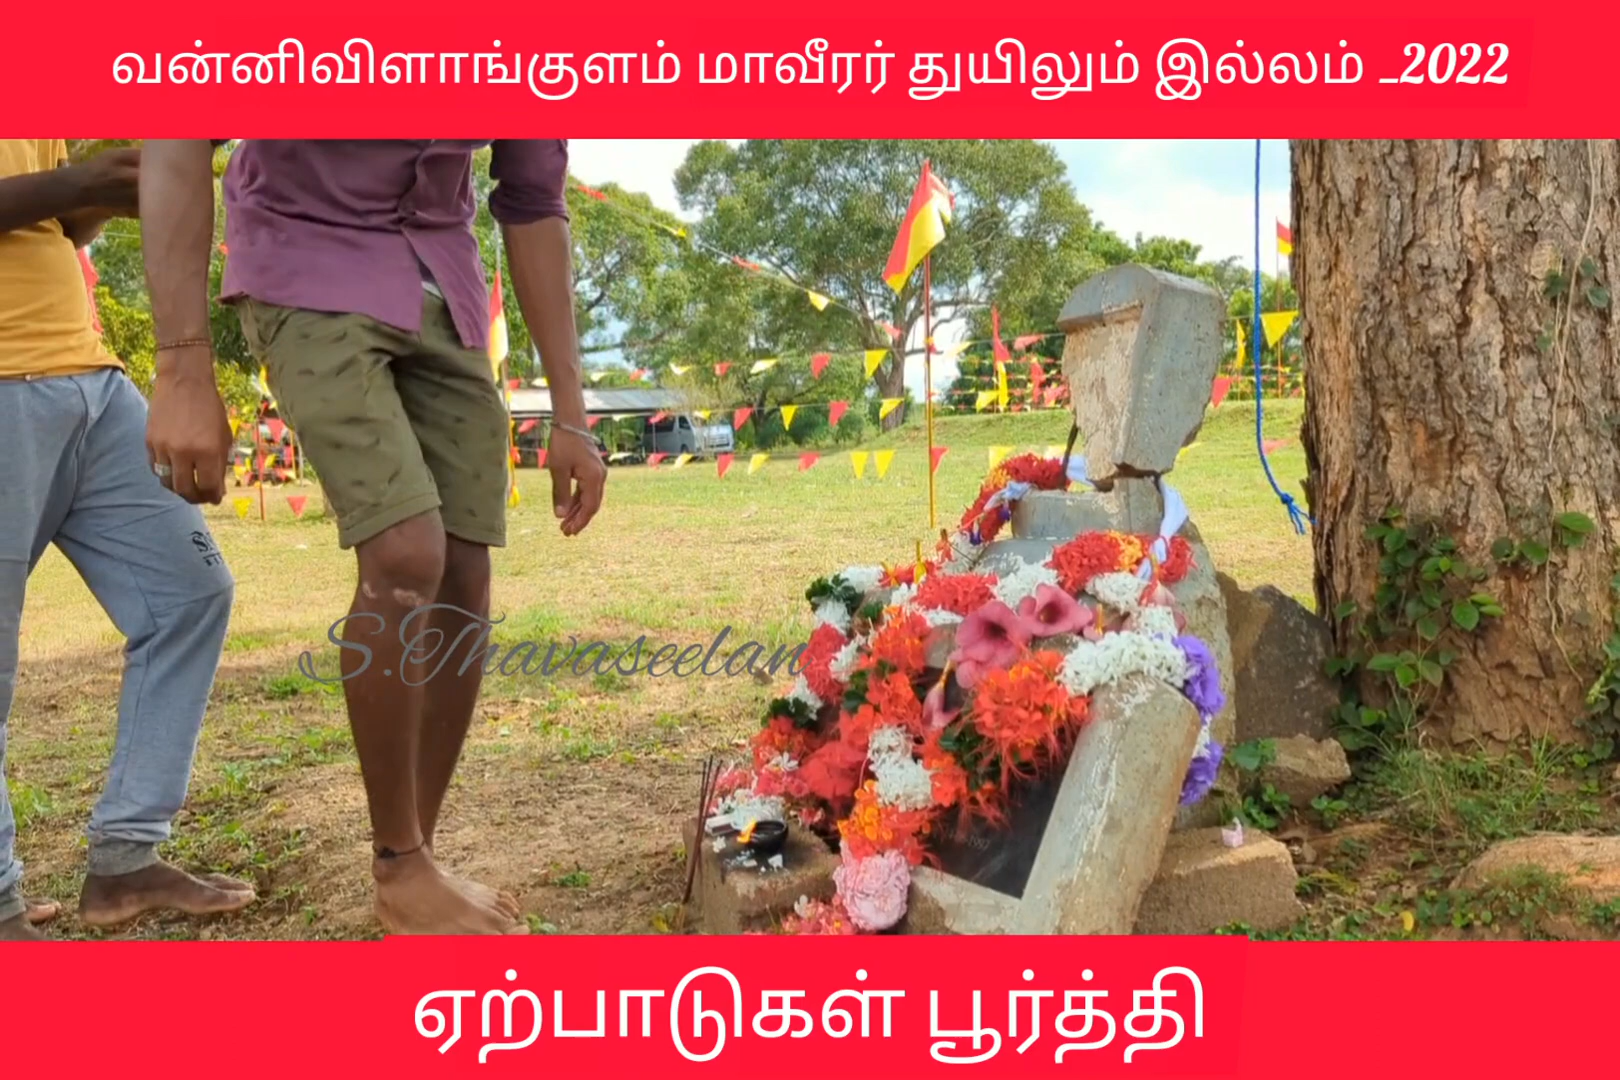 வன்னிவிளாங்குளம் மாவீரர் துயிலும் இல்லம் _2022
S.Thavaseelan
ஏற்பாடுகள் பூர்த்தி